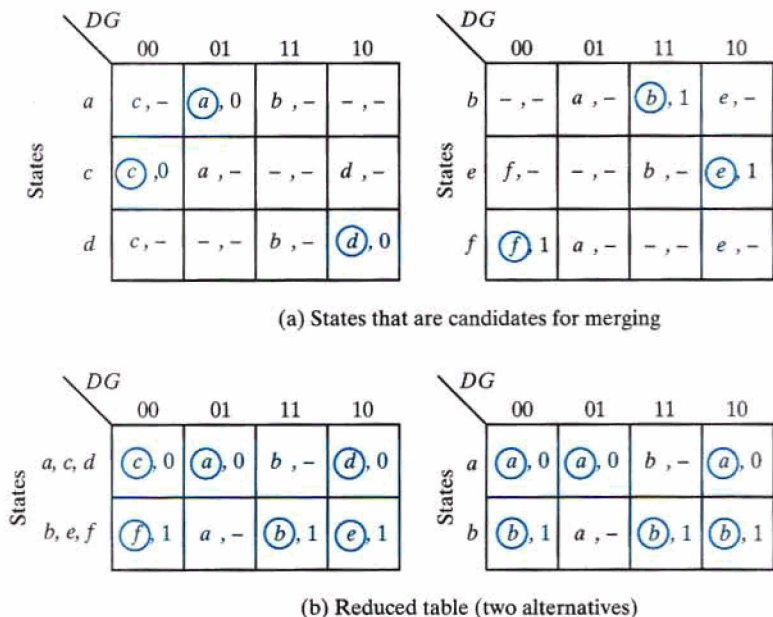 DG
00 01 11 10
a c , – a, 0 b , – – , –
c c ,0 a , – – , – d , –
d c , – – , – b , – d, 0
States
DG
00 01 11 10
b – , – a , – b, 1 e , –
e f, – – , – b , – e, 1
f f, 1 a , – – , – e , –
States
(a) States that are candidates for merging
DG
00 01 11 10
a, c, d c, 0 a, 0 b , – d, 0
b, e, f f, 1 a , – b, 1 e, 1
States
DG
00 01 11 10
a a, 0 a, 0 b , – a, 0
b b, 1 a , – b, 1 b, 1
States
(b) Reduced table (two alternatives)